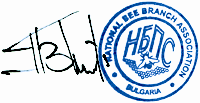 NATIONAL BEE BRANCH ASSOCIATION
НБПС
• BULGARIA •